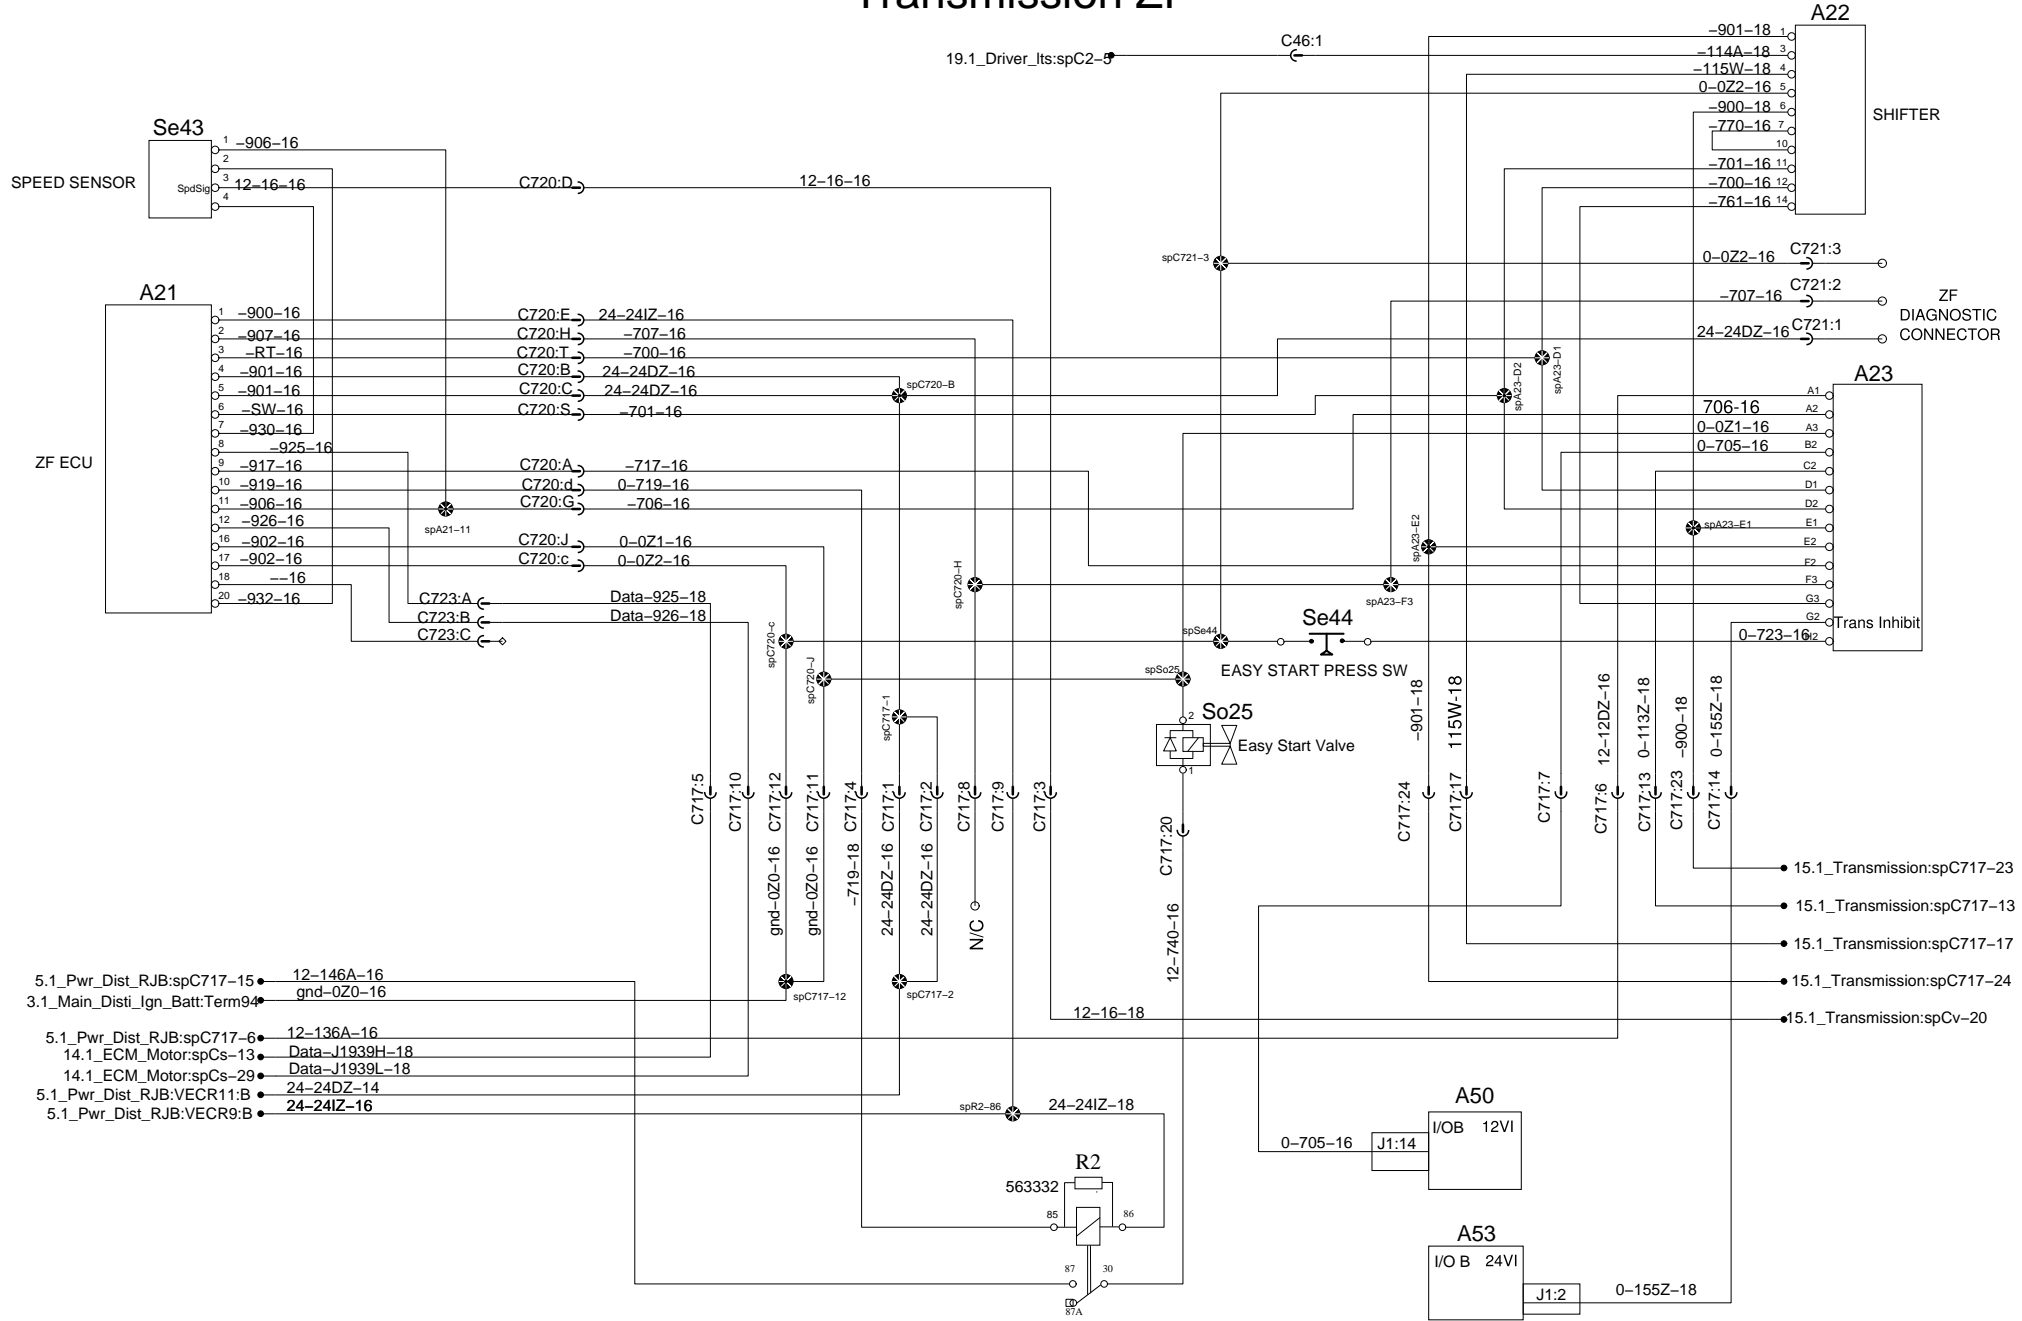 Transmission ZF
A22
19.1_Driver_lts:spC2-5
C46:1
-901-18 1
-114A-18 3
-115W-18 4
0-0Z2-16 5
-900-18 6
-770-16 7
10
-701-16 11
-700-16 12
-761-16 14
SHIFTER
Se43
SPEED SENSOR
SpdSig
1 -906-16
2
3 12-16-16
4
C720:D
12-16-16
spC721-3
0-0Z2-16
C721:3
-707-16
C721:2
24-24DZ-16
C721:1
ZF
DIAGNOSTIC
CONNECTOR
A21
ZF ECU
1 -900-16 C720:E 24-24IZ-16
2 -907-16 C720:H -707-16
3 -RT-16 C720:T -700-16
4 -901-16 C720:B 24-24DZ-16
5 -901-16 C720:C 24-24DZ-16
6 -SW-16 C720:S -701-16
7 -930-16
8 -925-16
9 -917-16 C720:A -717-16
10 -919-16 C720:d 0-719-16
11 -906-16 C720:G -706-16
12 -926-16
16 -902-16 C720:J 0-0Z1-16
17 -902-16 C720:c 0-0Z2-16
18 --16
20 -932-16
spA21-11
C723:A Data-925-18
C723:B Data-926-18
C723:C
spC720-B
spA23-D2
spA23-D1
A23
A1
706-16 A2
0-0Z1-16 A3
0-705-16 B2
C2
D1
D2
spA23-E1 E1
spA23-E2 E2
F2
F3
G3
G2 Trans Inhibit
0-723-16 H2
spC720-H
spA23-F3
spC720-c
spC720-J
spSe44
Se44
EASY START PRESS SW
spSo25
2
So25
Easy Start Valve
1
spC717-1
-901-18
115W-18
12-12DZ-16
0-113Z-18
-900-18
0-155Z-18
C717:5
C717:10
C717:12
C717:11
C717:4
C717:1
C717:2
C717:8
C717:9
C717:3
C717:20
C717:24
C717:17
C717:7
C717:6
C717:13
C717:23
C717:14
gnd-0Z0-16
gnd-0Z0-16
-719-18
24-24DZ-16
24-24DZ-16
N/C
12-740-16
15.1_Transmission:spC717-23
15.1_Transmission:spC717-13
15.1_Transmission:spC717-17
15.1_Transmission:spC717-24
12-16-18
15.1_Transmission:spCv-20
5.1_Pwr_Dist_RJB:spC717-15 12-146A-16
3.1_Main_Disti_Ign_Batt:Term94 gnd-0Z0-16
spC717-12
spC717-2
5.1_Pwr_Dist_RJB:spC717-6 12-136A-16
14.1_ECM_Motor:spCs-13 Data-J1939H-18
14.1_ECM_Motor:spCs-29 Data-J1939L-18
5.1_Pwr_Dist_RJB:VECR11:B 24-24DZ-14
5.1_Pwr_Dist_RJB:VECR9:B 24-24IZ-16
spR2-86
24-24IZ-18
R2
563332
85
86
87
30
87A
A50
I/OB 12VI
0-705-16
J1:14
A53
I/O B 24VI
J1:2
0-155Z-18